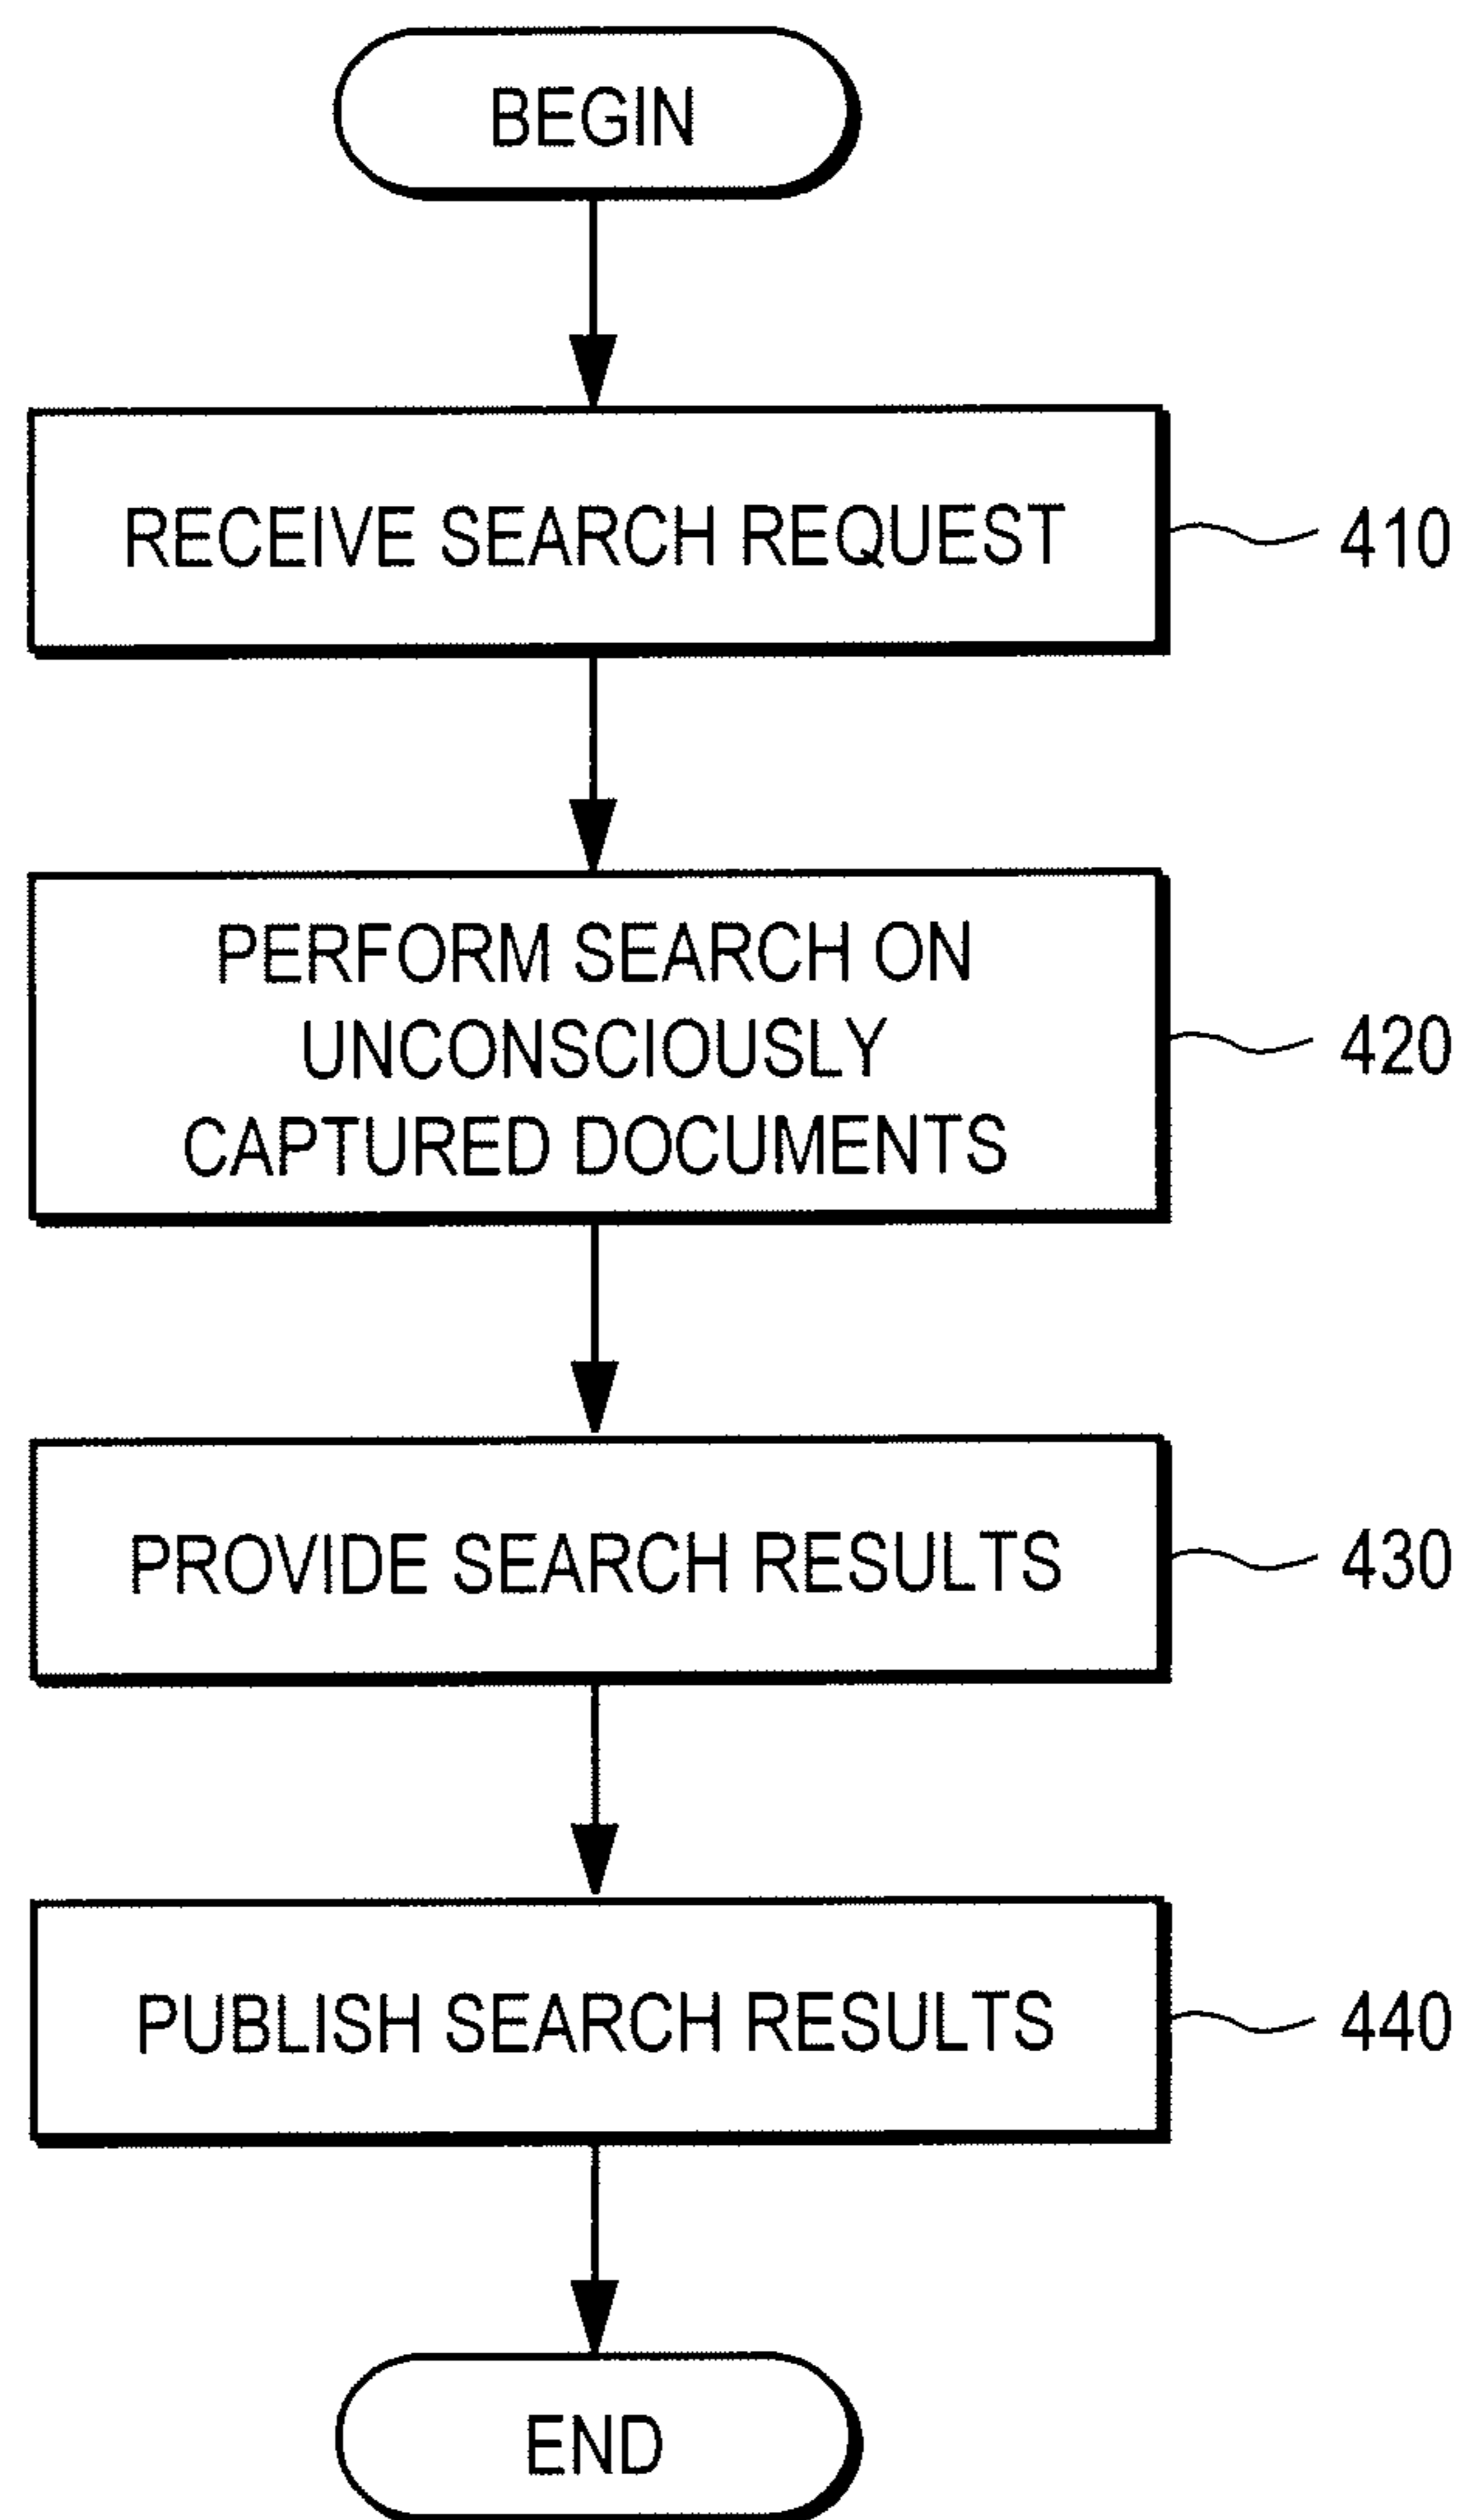 BEGIN
RECEIVE SEARCH REQUEST
410
PERFORM SEARCH ON
UNCONSCIOUSLY
CAPTURED DOCUMENTS
420
PROVIDE SEARCH RESULTS
430
PUBLISH SEARCH RESULTS
440
END